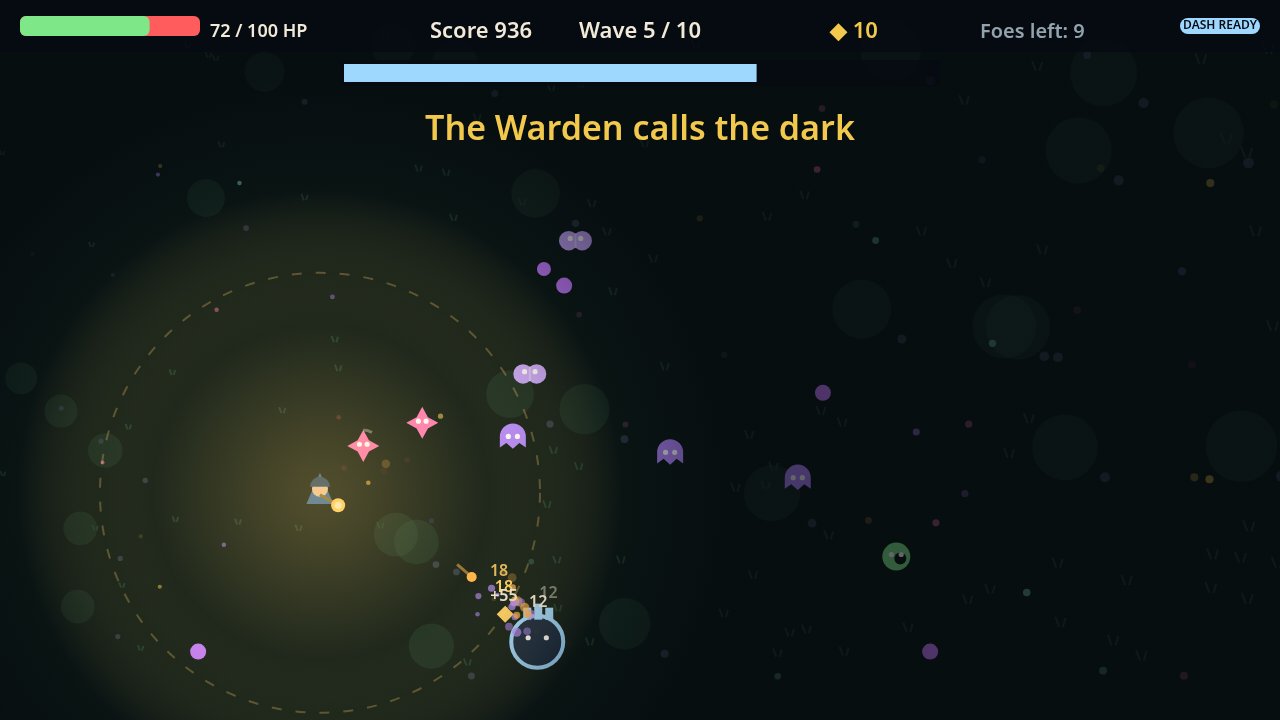 72 / 100 HP
Score 936
Wave 5 / 10
10
Foes left: 9
DASH READY
The Warden calls the dark
18
18
+55
12
12